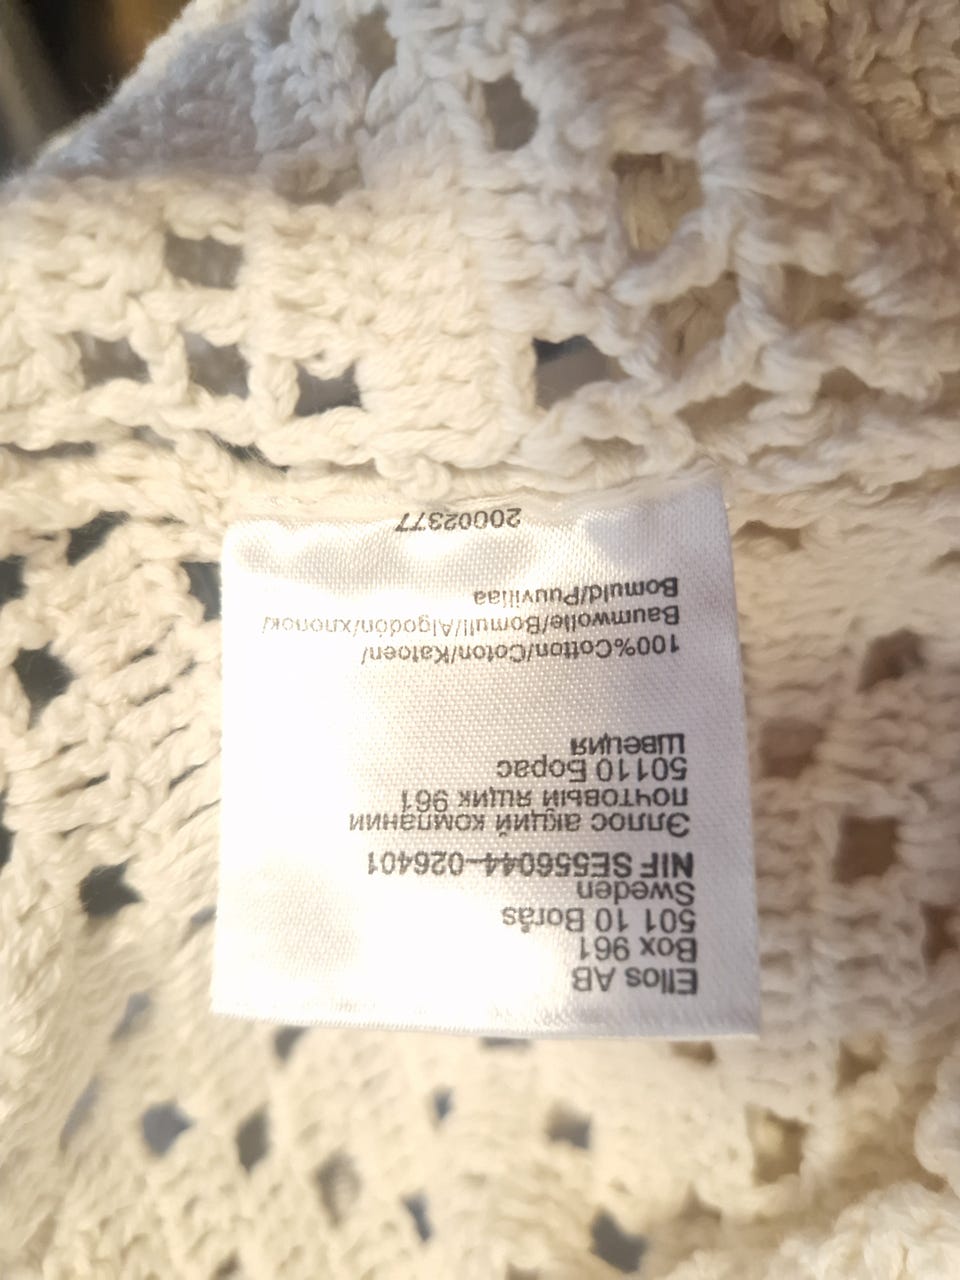 Ellos AB
Box 961
501 10 Borås
Sweden
NIF SE556044-026401
Эллос акций компании
почтовый ящик 961
50110 Борас
Швеция
100%Cotton/Coton/Katoen/
Baumwolle/Bomull/Algodón/хлопок/
Bomuld/Puuvillaa
20002377